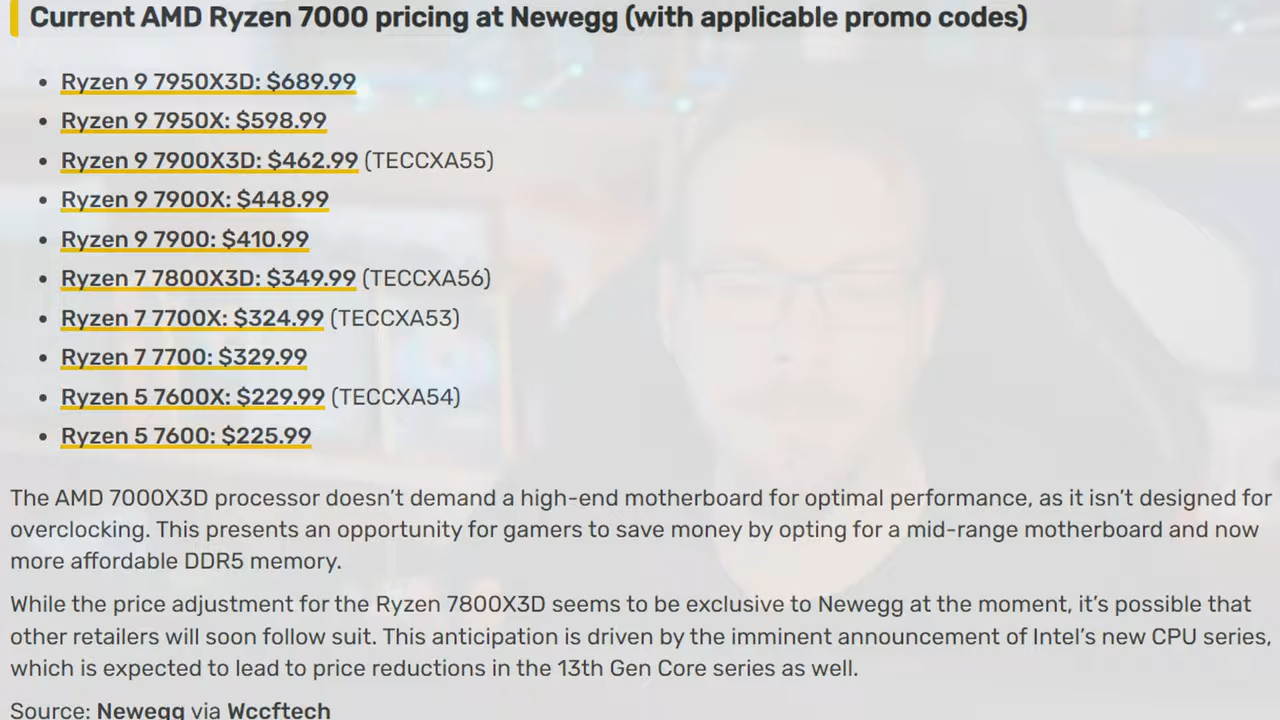 Current AMD Ryzen 7000 pricing at Newegg (with applicable promo codes)
• Ryzen 9 7950X3D: $689.99
• Ryzen 9 7950X: $598.99
• Ryzen 9 7900X3D: $462.99 (TECCXA55)
• Ryzen 9 7900X: $448.99
• Ryzen 9 7900: $410.99
• Ryzen 7 7800X3D: $349.99 (TECCXA56)
• Ryzen 7 7700X: $324.99 (TECCXA53)
• Ryzen 7 7700: $329.99
• Ryzen 5 7600X: $229.99 (TECCXA54)
• Ryzen 5 7600: $225.99
The AMD 7000X3D processor doesn't demand a high-end motherboard for optimal performance, as it isn't designed for
overclocking. This presents an opportunity for gamers to save money by opting for a mid-range motherboard and now
more affordable DDR5 memory.
While the price adjustment for the Ryzen 7800X3D seems to be exclusive to Newegg at the moment, it's possible that
other retailers will soon follow suit. This anticipation is driven by the imminent announcement of Intel's new CPU series,
which is expected to lead to price reductions in the 13th Gen Core series as well.
Source: Newegg via Wccftech